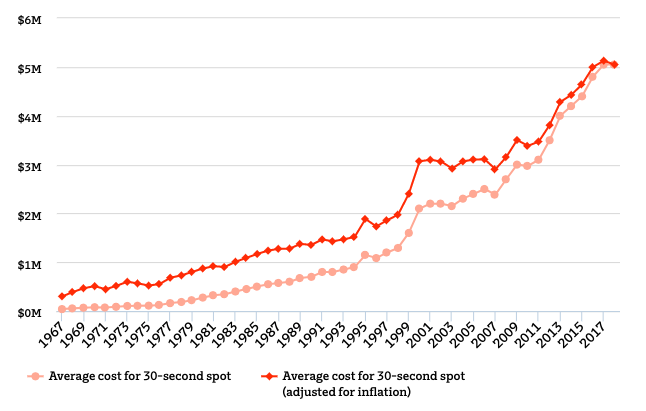 $6M
$5M
$4M
$3M
$2M
$1M
$0M
1967 1969 1971 1973 1975 1977 1979 1981 1983 1985 1987 1989 1991 1993 1995 1997 1999 2001 2003 2005 2007 2009 2011 2013 2015 2017
Average cost for 30-second spot
Average cost for 30-second spot
(adjusted for inflation)